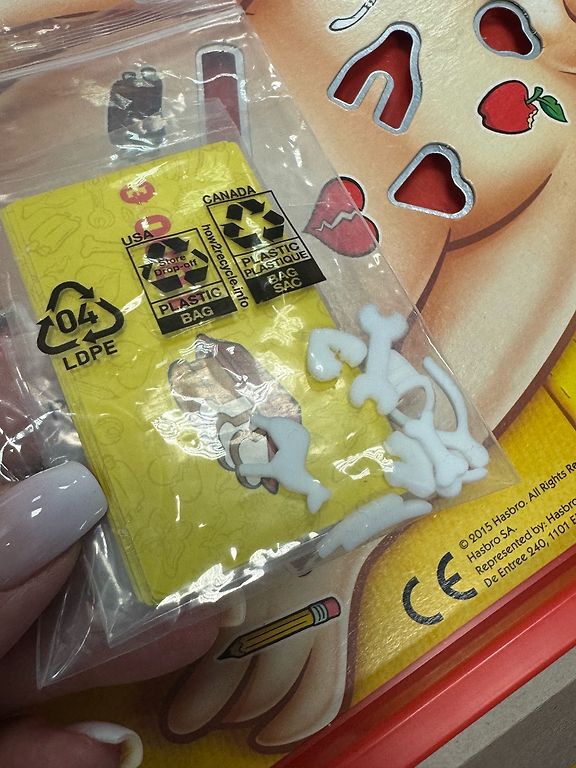 CANADA
PLASTIC
PLASTIQUE
BAG
SAC
how2recycle.info
USA
Store
Drop-off
PLASTIC
BAG
04
LDPE
© 2015 Hasbro. All Rights
Hasbro SA,
Represented by: Hasbro
De Entree 240, 1101
CE